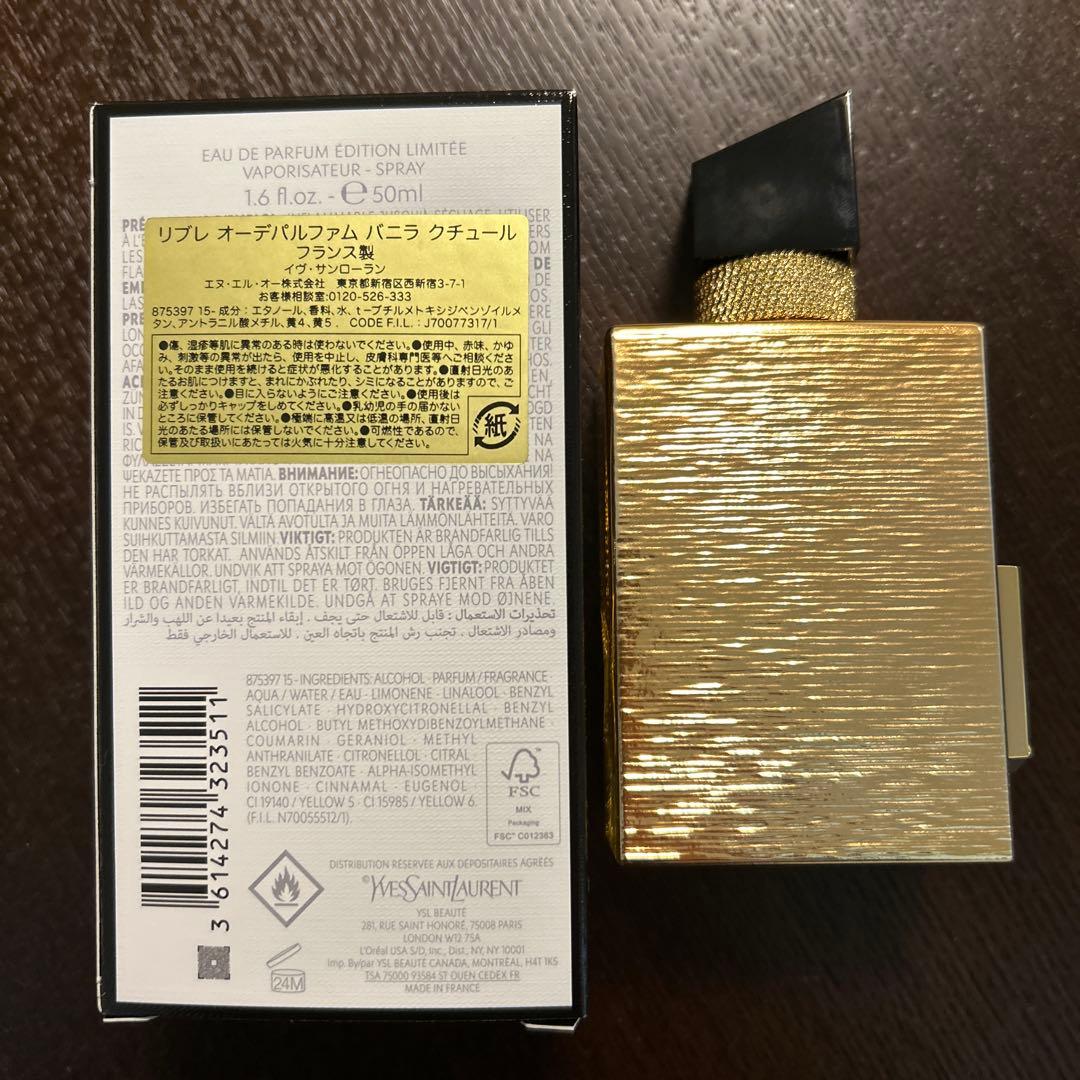 EAU DE PARFUM ÉDITION LIMITÉE
VAPORISATEUR - SPRAY
1.6 fl.oz. - ℮ 50ml
リブレ オーデパルファム バニラ クチュール
フランス製
イヴ・サンローラン
エヌ・エル・オー株式会社 東京都新宿区西新宿3-7-1
お客様相談室:0120-526-333
875397 15- 成分：エタノール、香料、水、t－ブチルメトキシジベンゾイルメ
タン、アントラニル酸メチル、黄4、黄5 . CODE F.I.L. : J70077317/1
●傷、湿疹等肌に異常のある時は使わないでください。●使用中、赤味、かゆ
み、刺激等の異常が出たら、使用を中止し、皮膚科専門医等へご相談くださ
い。そのまま使用を続けると症状が悪化することがあります。●直射日光のあ
たるお肌につけますと、まれにかぶれたり、シミになることがありますので、ご
注意ください。●目に入らないようにご注意ください。●使用後は
必ずしっかりキャップをしめてください。●乳幼児の手の届かない
ところに保管してください。●極端に高温又は低温の場所、直射日
光のあたる場所には保管しないでください。●可燃性であるので、
保管及び取扱いにあたっては火気に十分注意してください。
紙
ΨΕΚΑΖΕΤΕ ΠΡΟΣ ΤΑ ΜΑΤΙΑ. ВНИМАНИЕ: ОГНЕОПАСНО ДО ВЫСЫХАНИЯ!
НЕ РАСПЫЛЯТЬ ВБЛИЗИ ОТКРЫТОГО ОГНЯ И НАГРЕВАТЕЛЬНЫХ
ПРИБОРОВ. ИЗБЕГАТЬ ПОПАДАНИЯ В ГЛАЗА. TÄRKEÄÄ: SYTTYVÄÄ
KUNNES KUIVUNUT. VÄLTÄ AVOTULTA JA MUITA LÄMMÖNLÄHTEITÄ. VARO
SUIHKUTTAMASTA SILMIIN. VIKTIGT: PRODUKTEN ÄR BRANDFARLIG TILLS
DEN HAR TORKAT. ANVÄNDS ÅTSKILT FRÅN ÖPPEN LÅGA OCH ANDRA
VÄRMEKÄLLOR. UNDVIK ATT SPRAYA MOT ÖGONEN. VIGTIGT: PRODUKTET
ER BRANDFARLIGT, INDTIL DET ER TØRT. BRUGES FJERNT FRA ÅBEN
ILD OG ANDEN VARMEKILDE. UNDGÅ AT SPRAYE MOD ØJNENE.
تحذيرات الاستعمال : قابل للاشتعال حتى يجف . إبقاء المنتج بعيدا عن اللهب والشرار
ومصادر الاشتعال . تجنب رش المنتج باتجاه العين . للاستعمال الخارجي فقط
875397 15 - INGREDIENTS: ALCOHOL · PARFUM / FRAGRANCE
AQUA / WATER / EAU · LIMONENE · LINALOOL · BENZYL
SALICYLATE · HYDROXYCITRONELLAL · BENZYL
ALCOHOL · BUTYL METHOXYDIBENZOYLMETHANE
COUMARIN · GERANIOL · METHYL
ANTHRANILATE · CITRONELLOL · CITRAL
BENZYL BENZOATE · ALPHA-ISOMETHYL
IONONE · CINNAMAL · EUGENOL
CI 19140 / YELLOW 5 · CI 15985 / YELLOW 6
(F.I.L. N70055512/1).
FSC
MIX
Packaging
FSC™ C012363
3 614274 323511
DISTRIBUTION RÉSERVÉE AUX DÉPOSITAIRES AGRÉÉS
©YVESSAINTLAURENT
YSL BEAUTÉ
281, RUE SAINT HONORÉ, 75008 PARIS
LONDON W12 7SA
L'Oréal USA S/D, Inc., Dist., NY, NY 10001
Imp. By/par YSL BEAUTÉ CANADA, MONTRÉAL, H4T 1K5
TSA 75000 93584 ST OUEN CEDEX FR
MADE IN FRANCE
24M